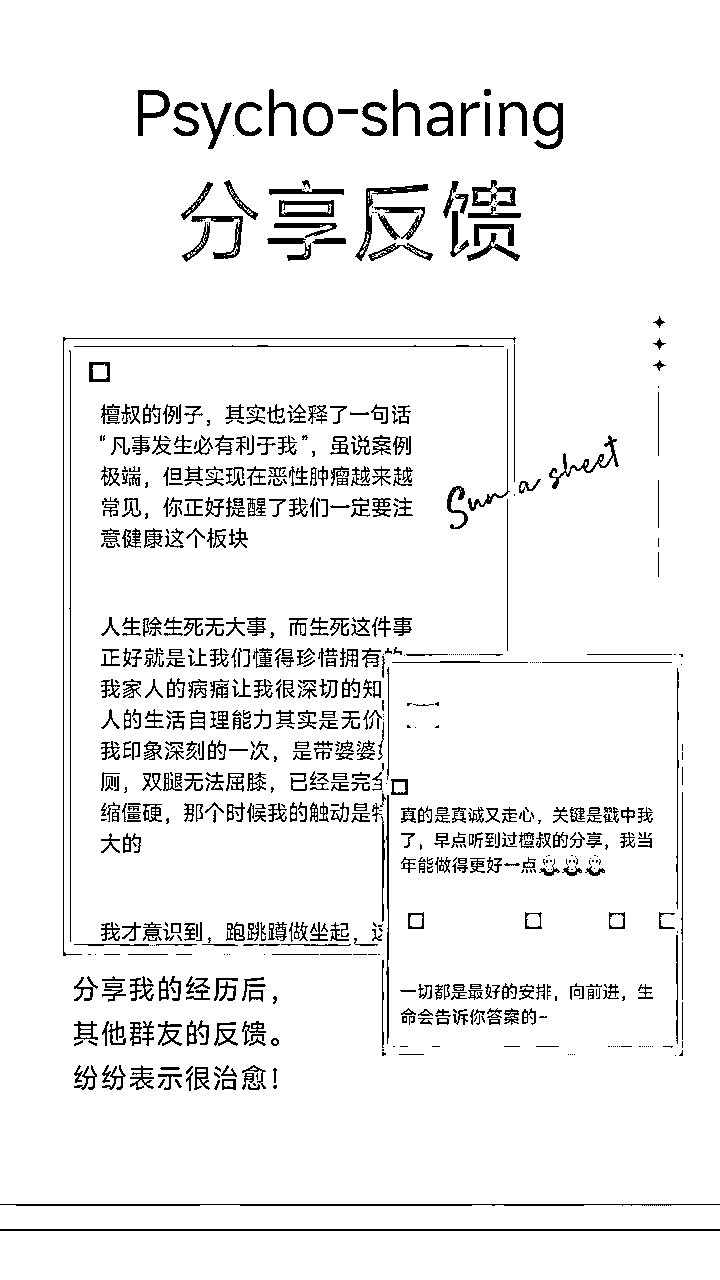 Psycho-sharing
分享反馈
檀叔的例子，其实也诠释了一句话
“凡事发生必有利于我”，虽说案例
极端，但其实现在恶性肿瘤越来越
常见，你正好提醒了我们一定要注
意健康这个板块
Sun a sheet
人生除生死无大事，而生死这件事
正好就是让我们懂得珍惜拥有的
我家人的病痛让我很深切的知
人的生活自理能力其实是无价
我印象深刻的一次，是带婆婆
厕，双腿无法屈膝，已经是完全
缩僵硬，那个时候我的触动是特
大的
我才意识到，跑跳蹲做坐起，这
真的是真诚又走心，关键是戳中我
了，早点听到过檀叔的分享，我当
年能做得更好一点
一切都是最好的安排，向前进，生
命会告诉你答案的~
分享我的经历后，
其他群友的反馈。
纷纷表示很治愈！